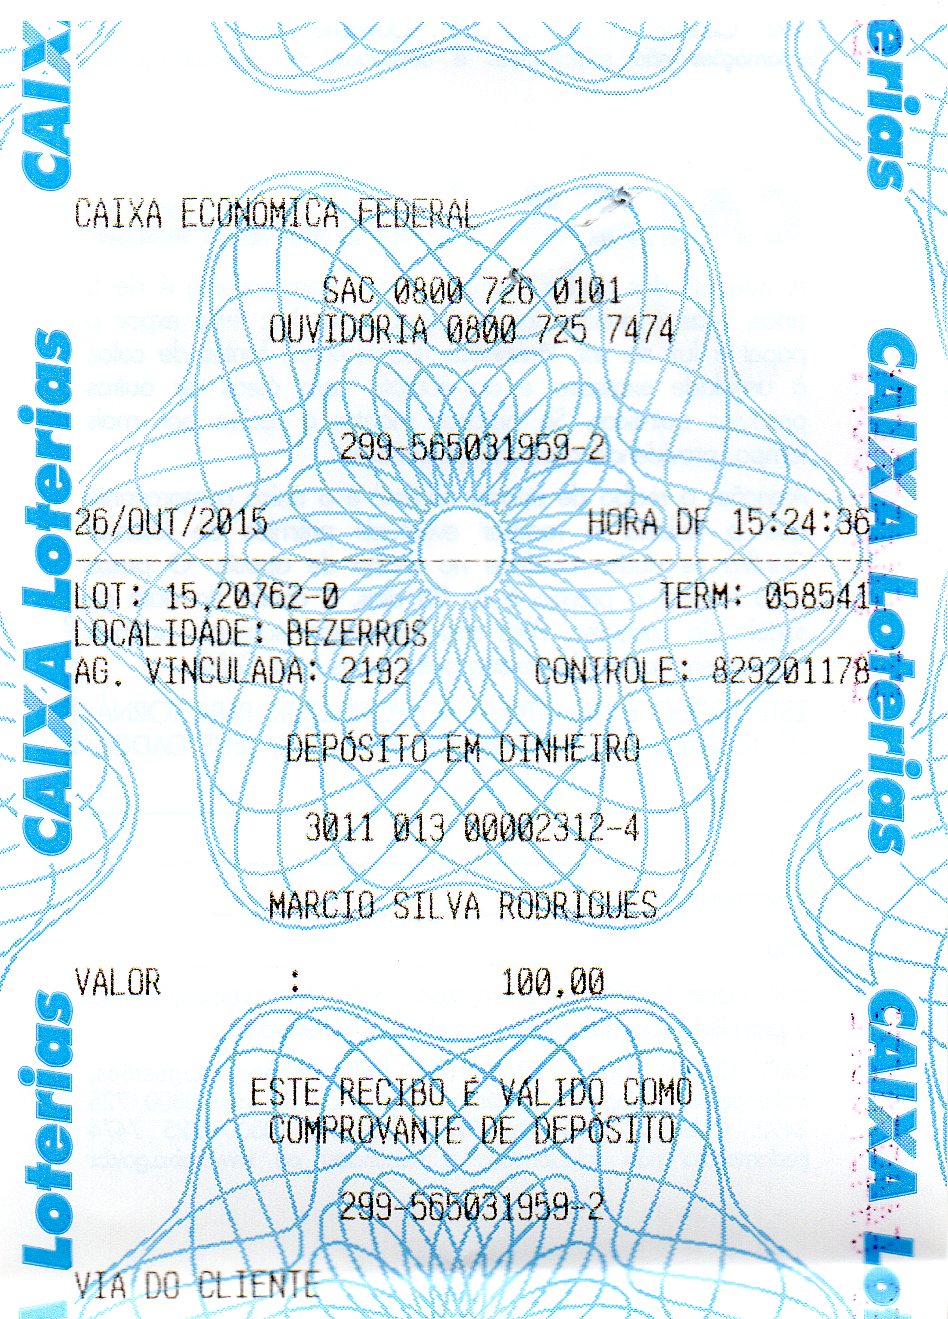 CAIXA ECONÔMICA FEDERAL
SAC 0800 726 0101
OUVIDORIA 0800 725 7474
299-565031959-2
26/OUT/2015 HORA DF 15:24:36
LOT: 15.20762-0 TERM: 058541
LOCALIDADE: BEZERROS
AG. VINCULADA: 2192 CONTROLE: 829201178
DEPÓSITO EM DINHEIRO
3011 013 00002312-4
MARCIO SILVA RODRIGUES
VALOR : 100,00
ESTE RECIBO É VÁLIDO COMO
COMPROVANTE DE DEPÓSITO
299-565031959-2
VIA DO CLIENTE
CAIXA
CAIXA Loterias
Loterias
erias
CAIXA Loterias
CAIXA Lo